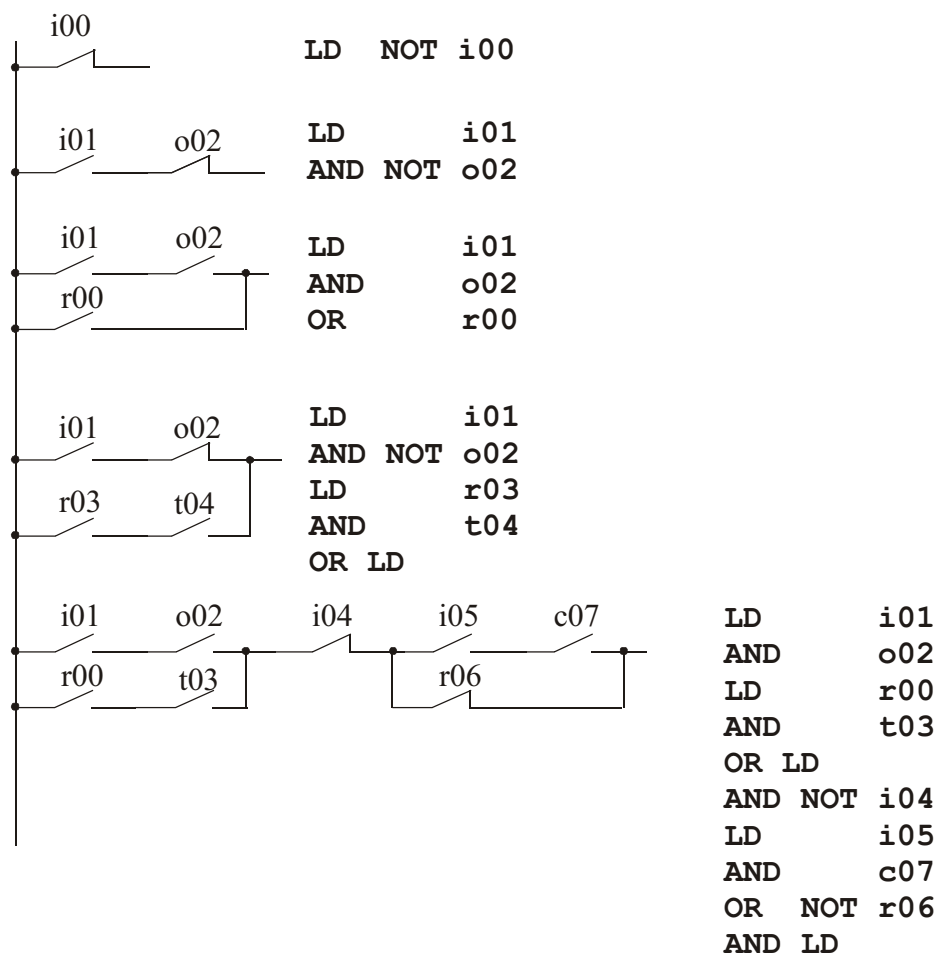 i00
LD NOT i00
i01 o02
LD i01
AND NOT o02
i01 o02
r00
LD i01
AND o02
OR r00
i01 o02
r03 t04
LD i01
AND NOT o02
LD r03
AND t04
OR LD
i01 o02 i04 i05 c07
r00 t03 r06
LD i01
AND o02
LD r00
AND t03
OR LD
AND NOT i04
LD i05
AND c07
OR NOT r06
AND LD